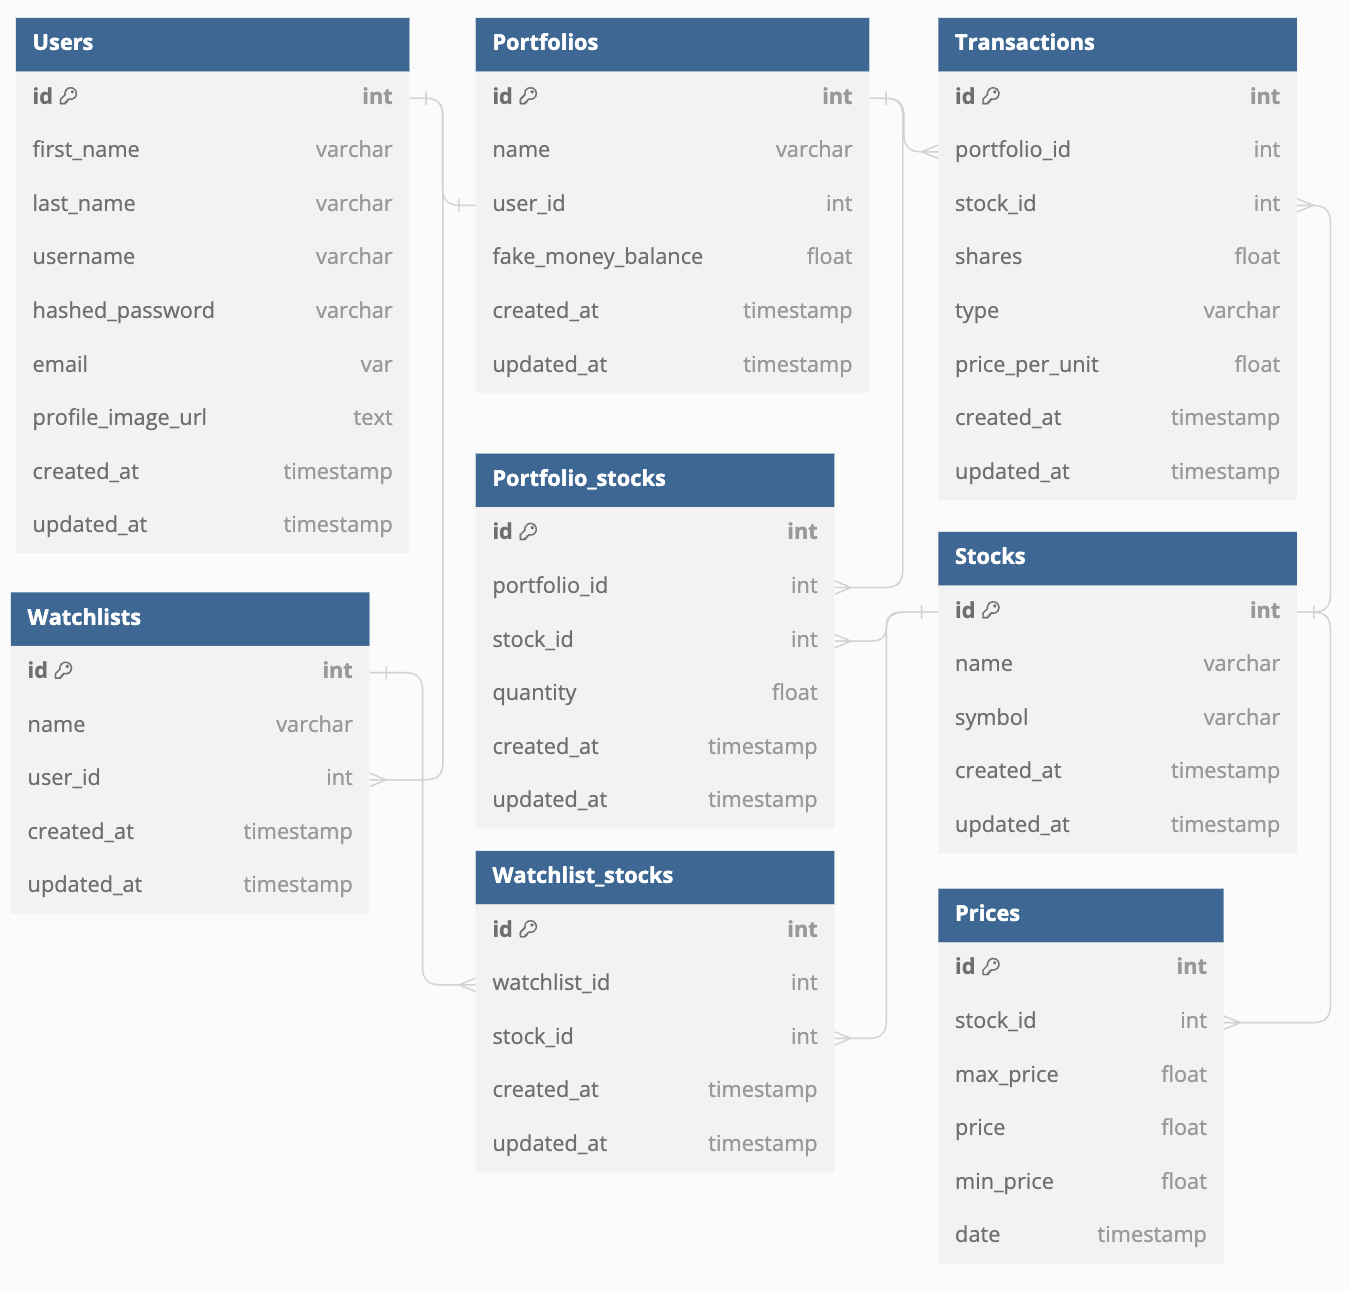 Users
id int
first_name varchar
last_name varchar
username varchar
hashed_password varchar
email var
profile_image_url text
created_at timestamp
updated_at timestamp
Portfolios
id int
name varchar
user_id int
fake_money_balance float
created_at timestamp
updated_at timestamp
Transactions
id int
portfolio_id int
stock_id int
shares float
type varchar
price_per_unit float
created_at timestamp
updated_at timestamp
Portfolio_stocks
id int
portfolio_id int
stock_id int
quantity float
created_at timestamp
updated_at timestamp
Stocks
id int
name varchar
symbol varchar
created_at timestamp
updated_at timestamp
Watchlists
id int
name varchar
user_id int
created_at timestamp
updated_at timestamp
Watchlist_stocks
id int
watchlist_id int
stock_id int
created_at timestamp
updated_at timestamp
Prices
id int
stock_id int
max_price float
price float
min_price float
date timestamp